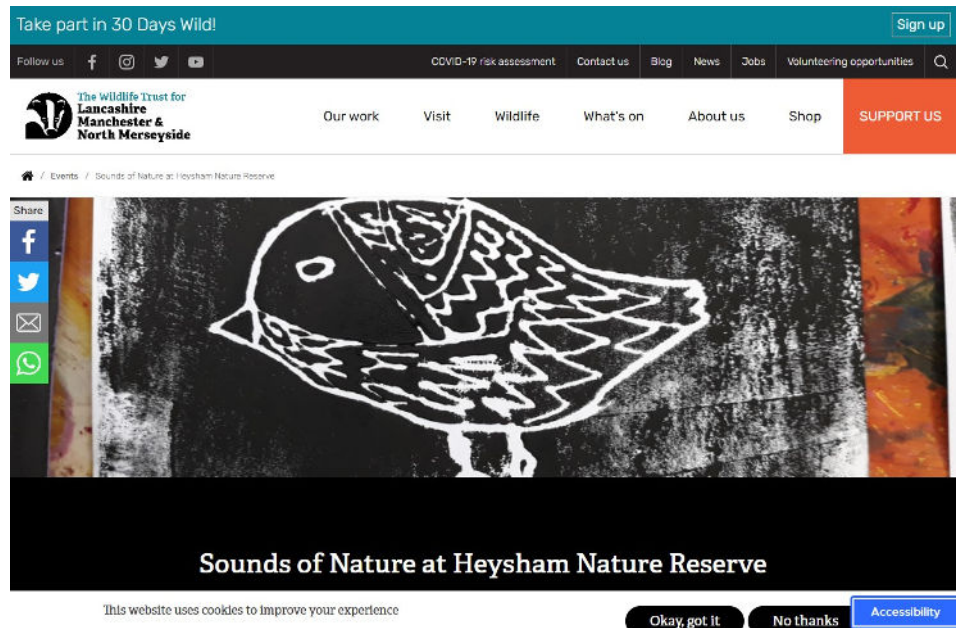 Take part in 30 Days Wild!
Sign up
Follow us
COVID-19 risk assessment
Contact us
Blog
News
Jobs
Volunteering opportunities
The Wildlife Trust for
Lancashire
Manchester &
North Merseyside
Our work
Visit
Wildlife
What's on
About us
Shop
SUPPORT US
/ Events / Sounds of Nature at Heysham Nature Reserve
Share
Sounds of Nature at Heysham Nature Reserve
This website uses cookies to improve your experience
Okay, got it
No thanks
Accessibility